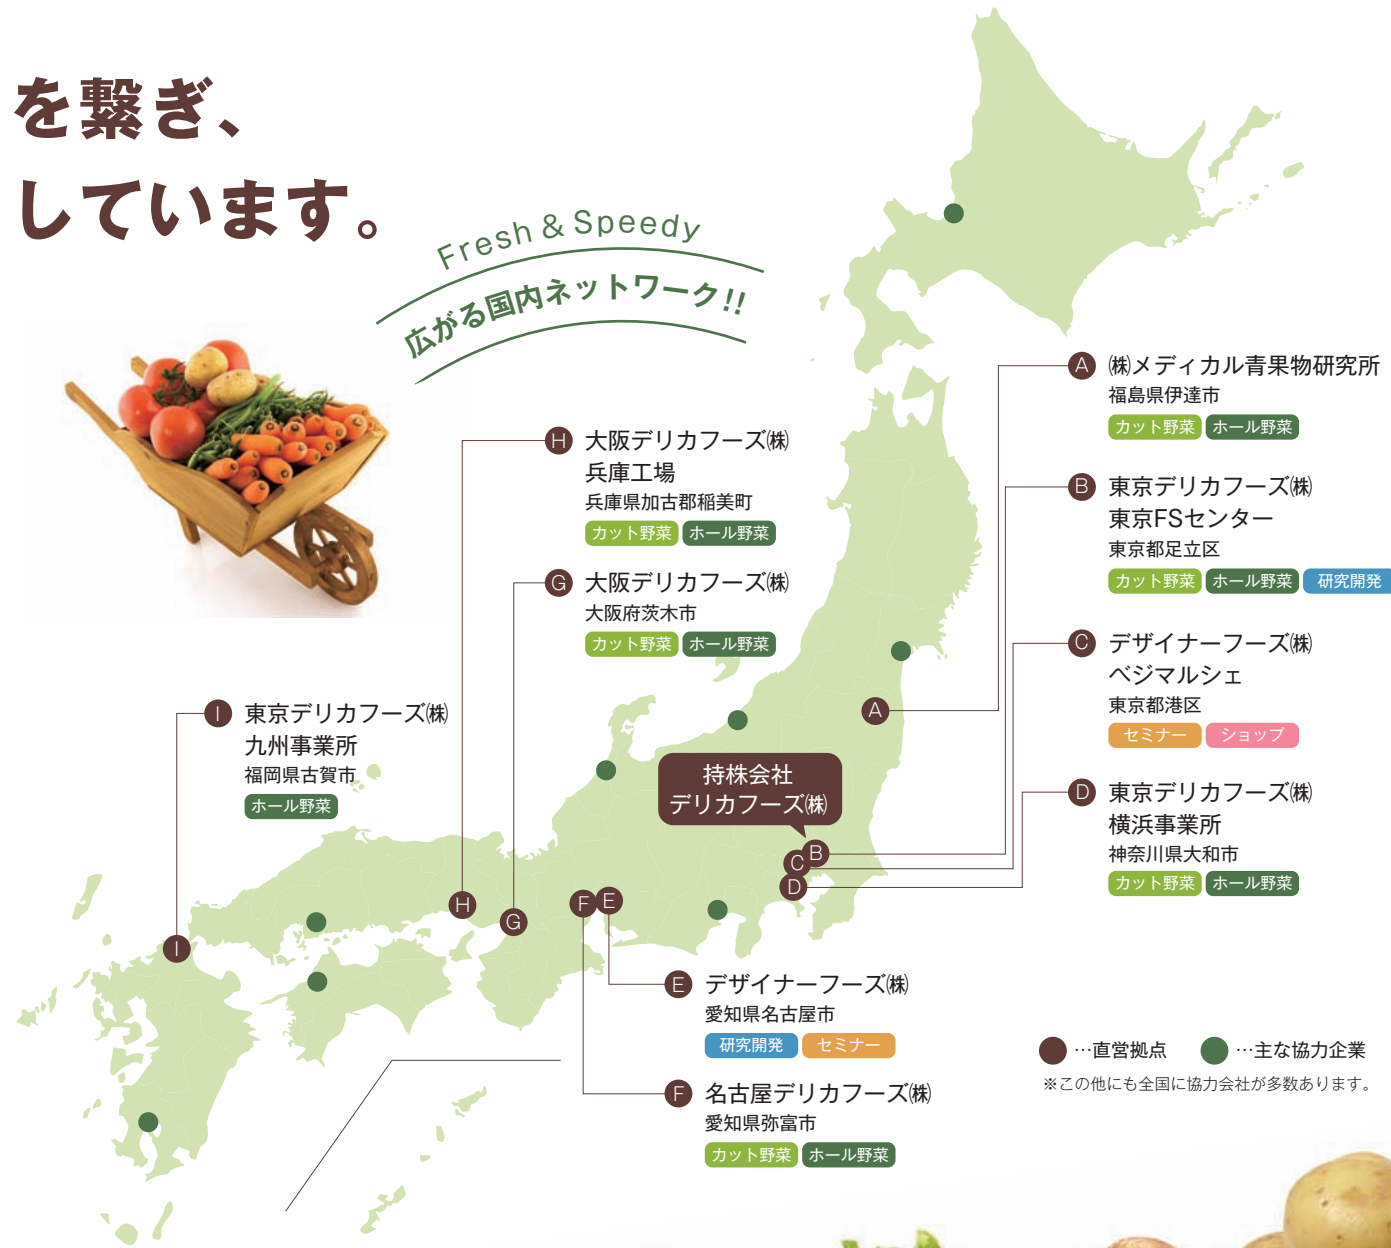 を繋ぎ、
しています。
Fresh & Speedy
広がる国内ネットワーク!!
A ㈱メディカル青果物研究所
福島県伊達市
カット野菜 ホール野菜
B 東京デリカフーズ㈱
東京FSセンター
東京都足立区
カット野菜 ホール野菜 研究開発
C デザイナーフーズ㈱
ベジマルシェ
東京都港区
セミナー ショップ
D 東京デリカフーズ㈱
横浜事業所
神奈川県大和市
カット野菜 ホール野菜
H 大阪デリカフーズ㈱
兵庫工場
兵庫県加古郡稲美町
カット野菜 ホール野菜
G 大阪デリカフーズ㈱
大阪府茨木市
カット野菜 ホール野菜
I 東京デリカフーズ㈱
九州事業所
福岡県古賀市
ホール野菜
持株会社
デリカフーズ㈱
A
B
C
D
E
F
G
H
I
E デザイナーフーズ㈱
愛知県名古屋市
研究開発 セミナー
F 名古屋デリカフーズ㈱
愛知県弥富市
カット野菜 ホール野菜
…直営拠点 …主な協力企業
※この他にも全国に協力会社が多数あります。